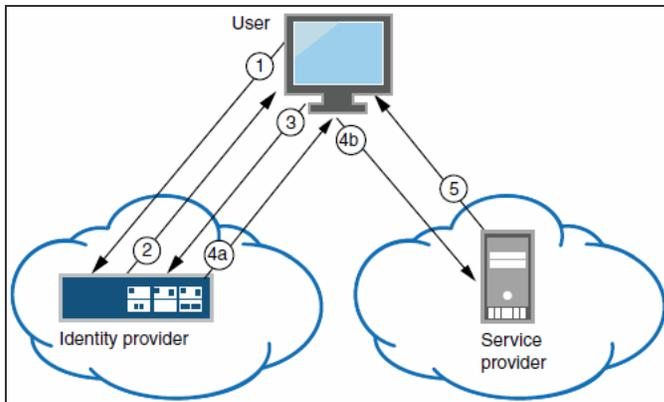 User
1
3
4b
5
2
4a
Identity provider
Service
provider